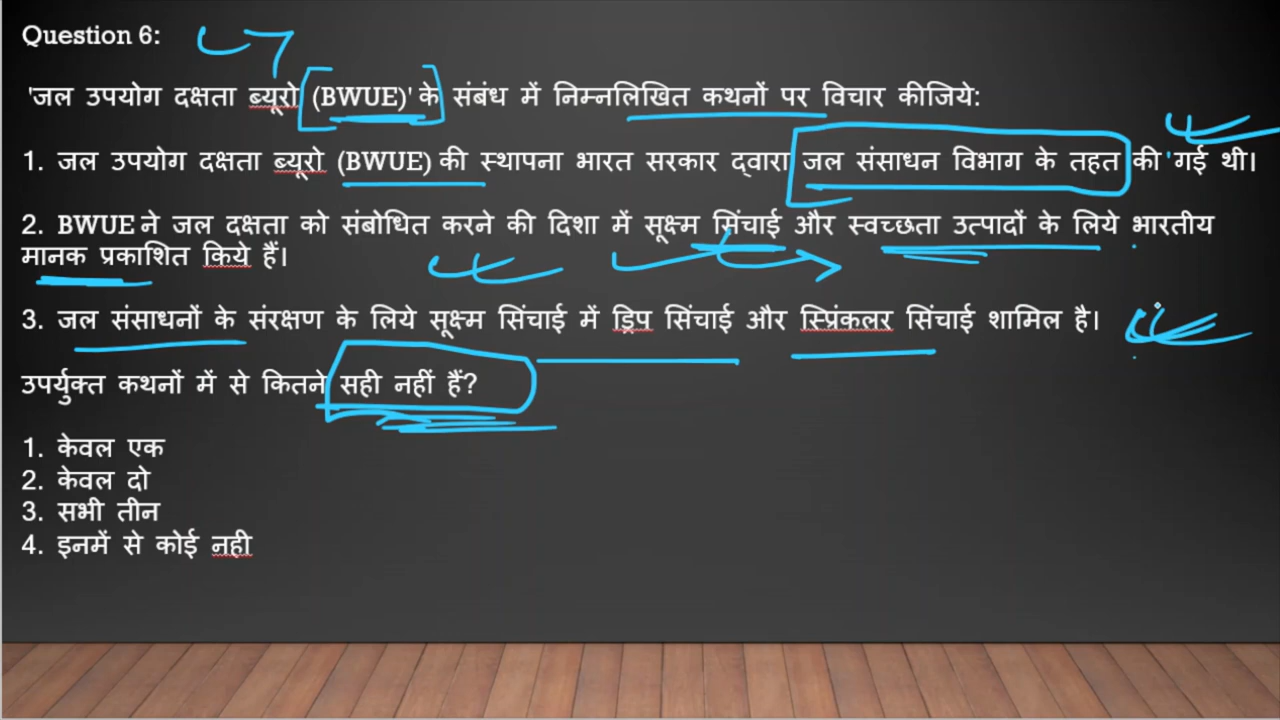 Question 6:
'जल उपयोग दक्षता ब्यूरो (BWUE)' के संबंध में निम्नलिखित कथनों पर विचार कीजिये:
1. जल उपयोग दक्षता ब्यूरो (BWUE) की स्थापना भारत सरकार द्वारा जल संसाधन विभाग के तहत की गई थी।
2. BWUE ने जल दक्षता को संबोधित करने की दिशा में सूक्ष्म सिंचाई और स्वच्छता उत्पादों के लिये भारतीय
मानक प्रकाशित किये हैं।
3. जल संसाधनों के संरक्षण के लिये सूक्ष्म सिंचाई में ड्रिप सिंचाई और स्प्रिंकलर सिंचाई शामिल है।
उपर्युक्त कथनों में से कितने सही नहीं हैं?
1. केवल एक
2. केवल दो
3. सभी तीन
4. इनमें से कोई नही